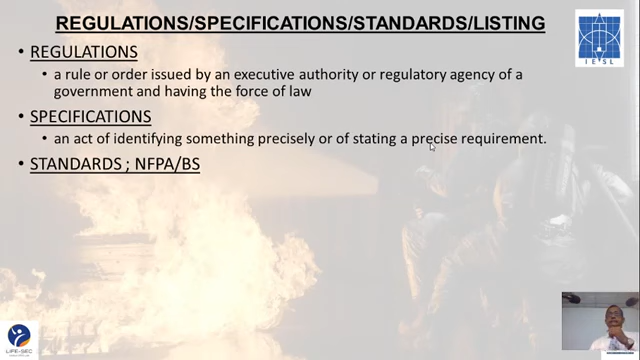 REGULATIONS/SPECIFICATIONS/STANDARDS/LISTING
• REGULATIONS
• a rule or order issued by an executive authority or regulatory agency of a
government and having the force of law
• SPECIFICATIONS
• an act of identifying something precisely or of stating a precise requirement.
• STANDARDS ; NFPA/BS
I E S L
LIFE-SEC